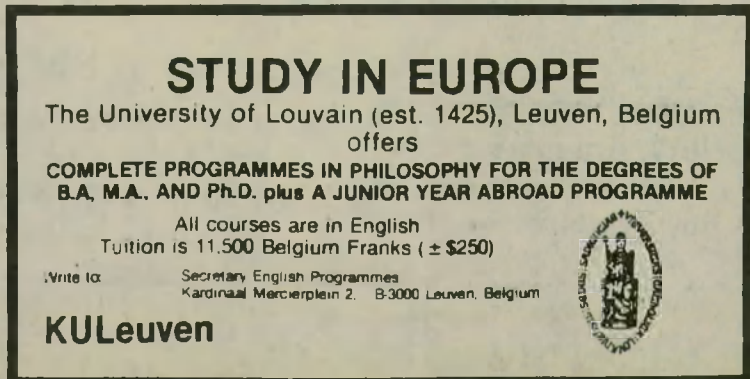 STUDY IN EUROPE
The University of Louvain (est. 1425), Leuven, Belgium
offers
COMPLETE PROGRAMMES IN PHILOSOPHY FOR THE DEGREES OF
B.A, M.A. AND Ph.D. plus A JUNIOR YEAR ABROAD PROGRAMME
All courses are in English
Tuition is 11.500 Belgium Franks ( ± $250)
Write to: Secretary English Programmes
Kardinaal Mercierplein 2, B-3000 Leuven, Belgium
KULeuven